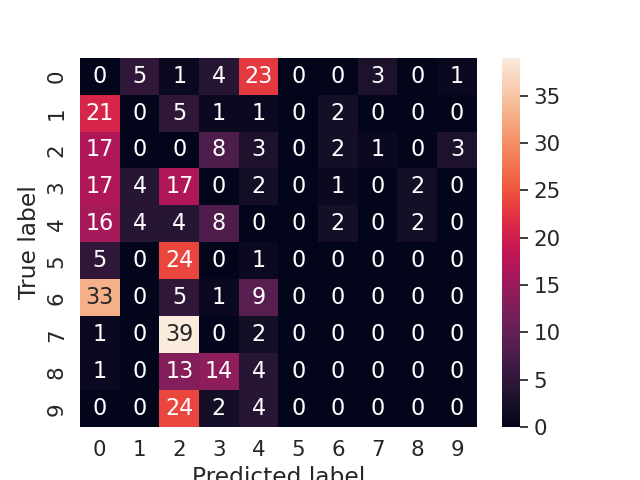 0 0 5 1 4 23 0 0 3 0 1
1 21 0 5 1 1 0 2 0 0 0
2 17 0 0 8 3 0 2 1 0 3
3 17 4 17 0 2 0 1 0 2 0
4 16 4 4 8 0 0 2 0 2 0
5 5 0 24 0 1 0 0 0 0 0
6 33 0 5 1 9 0 0 0 0 0
7 1 0 39 0 2 0 0 0 0 0
8 1 0 13 14 4 0 0 0 0 0
9 0 0 24 2 4 0 0 0 0 0
0 1 2 3 4 5 6 7 8 9
Predicted label
True label
35
30
25
20
15
10
5
0